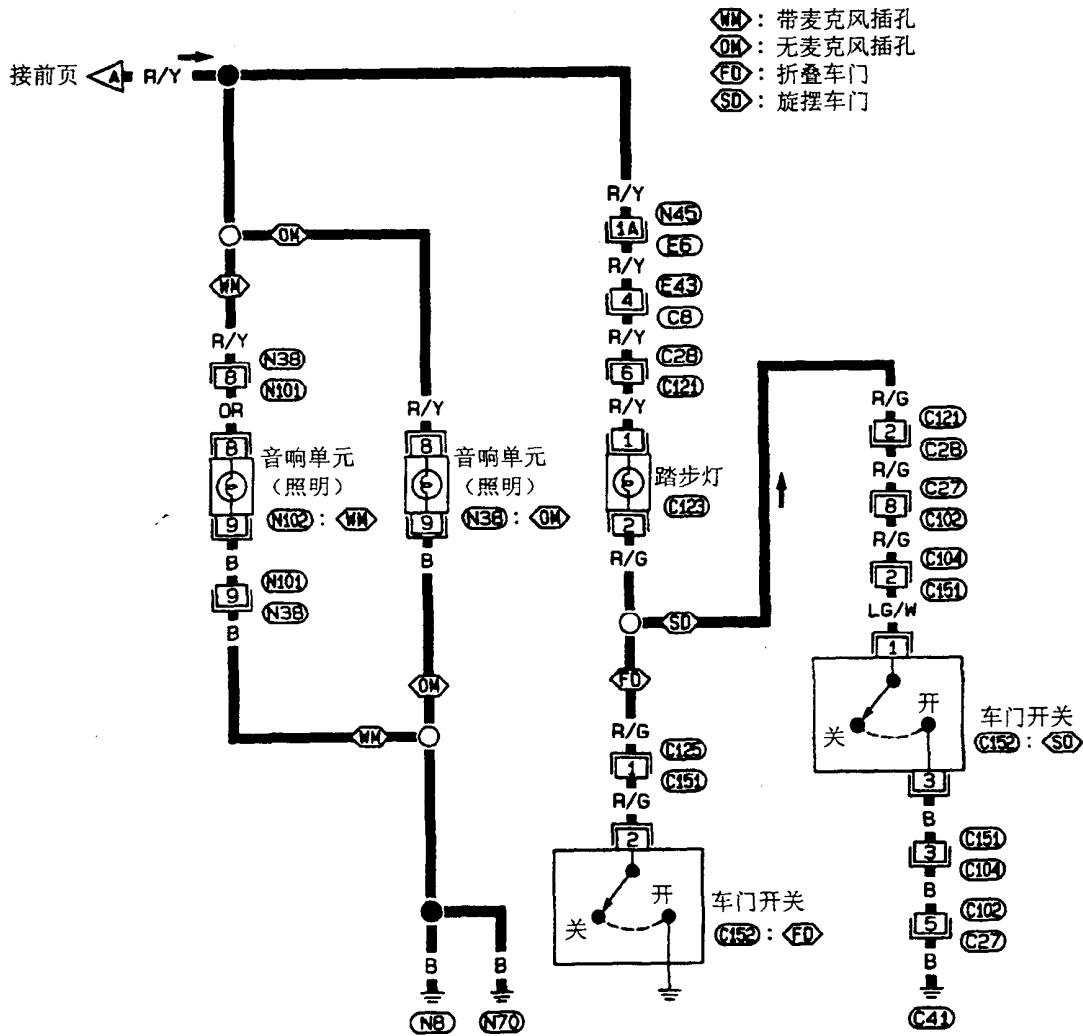 WM：带麦克风插孔
OM：无麦克风插孔
FD：折叠车门
SD：旋摆车门
接前页 A R/Y
R/Y
1A N45
E6
R/Y
4 E43
C8
R/Y
6 C28
C121
R/Y
1
踏步灯
C123
2
R/G
SD
FD
R/G
1 C125
C151
R/G
2
关 开
车门开关
C152：FD
OM
WM
R/Y
8 N38
N101
OR
8
音响单元
（照明）
N102：WM
9
B
9 N101
N38
B
WM
R/Y
8
音响单元
（照明）
N38：OM
9
B
OM
B
N8
B
N70
R/G
2 C121
C28
R/G
8 C27
C102
R/G
2 C104
C151
LG/W
1
关 开
车门开关
C152：SD
3
B
3 C151
C104
B
5 C102
C27
B
C41